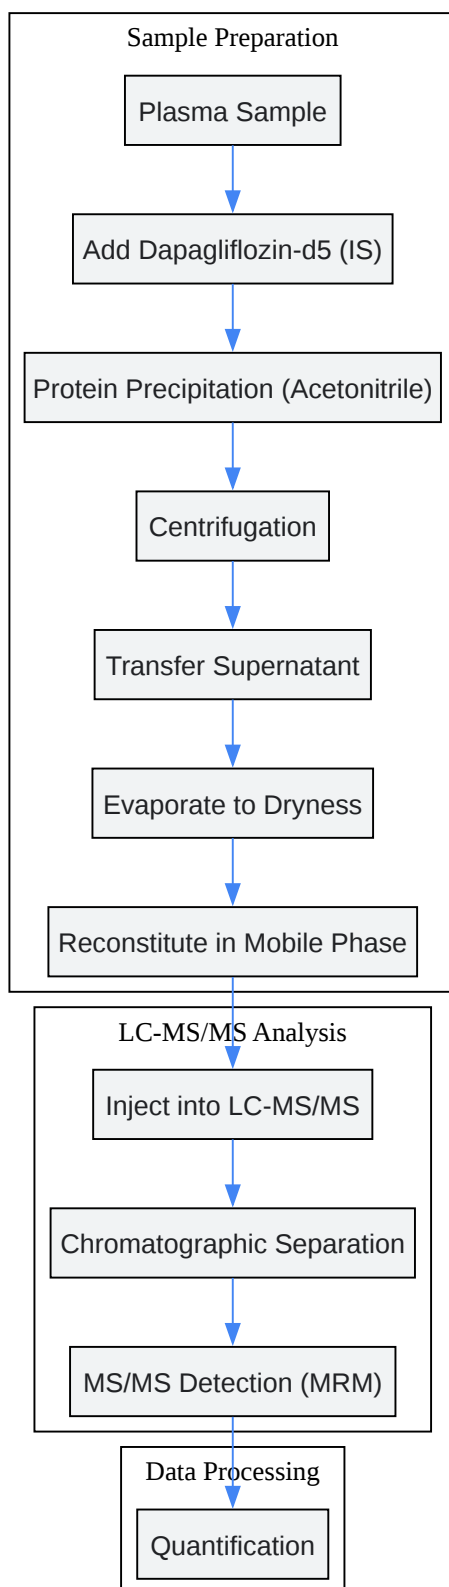 Sample Preparation
Plasma Sample
Add Dapagliflozin-d5 (IS)
Protein Precipitation (Acetonitrile)
Centrifugation
Transfer Supernatant
Evaporate to Dryness
Reconstitute in Mobile Phase
LC-MS/MS Analysis
Inject into LC-MS/MS
Chromatographic Separation
MS/MS Detection (MRM)
Data Processing
Quantification